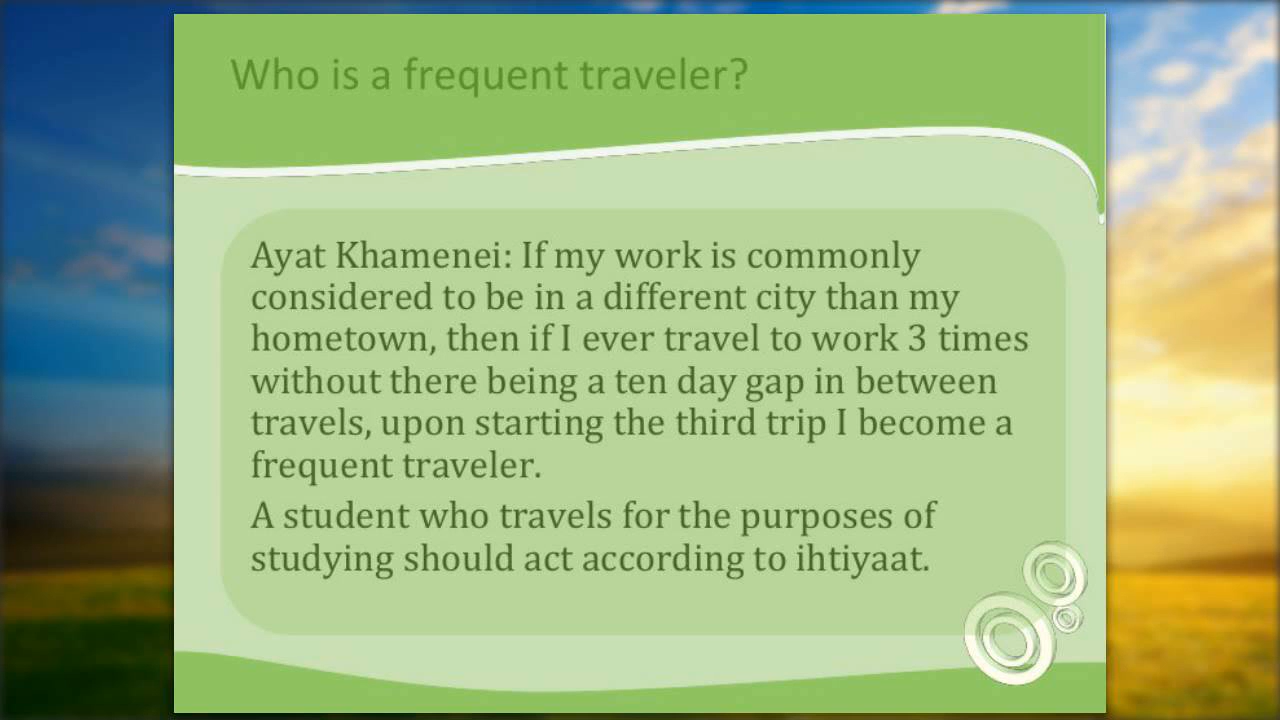 Who is a frequent traveler?
Ayat Khamenei: If my work is commonly
considered to be in a different city than my
hometown, then if I ever travel to work 3 times
without there being a ten day gap in between
travels, upon starting the third trip I become a
frequent traveler.
A student who travels for the purposes of
studying should act according to ihtiyaat.